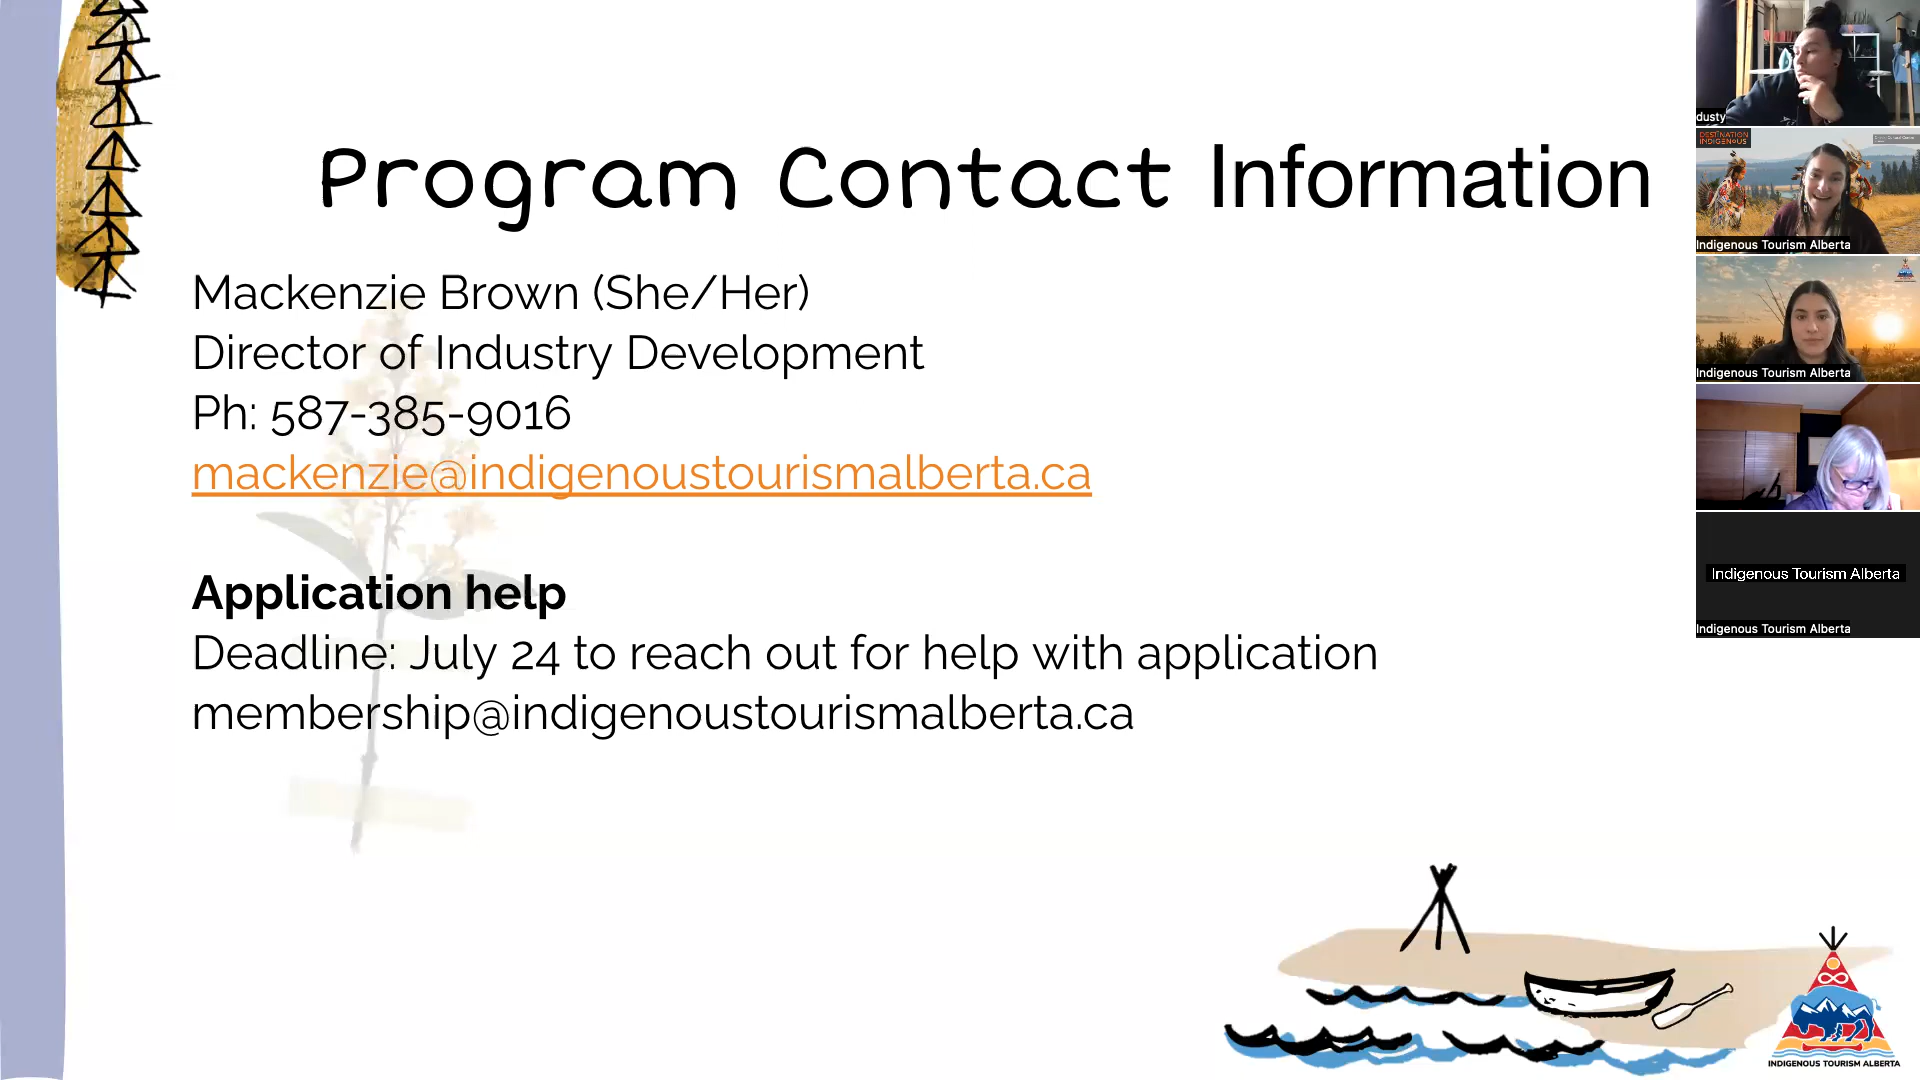 Program Contact Information
Mackenzie Brown (She/Her)
Director of Industry Development
Ph: 587-385-9016
mackenzie@indigenoustourismalberta.ca
Application help
Deadline: July 24 to reach out for help with application
membership@indigenoustourismalberta.ca
dusty
DESTINATION
INDIGENOUS
Indigenous Tourism Alberta
Indigenous Tourism Alberta
Indigenous Tourism Alberta
Indigenous Tourism Alberta
INDIGENOUS TOURISM ALBERTA